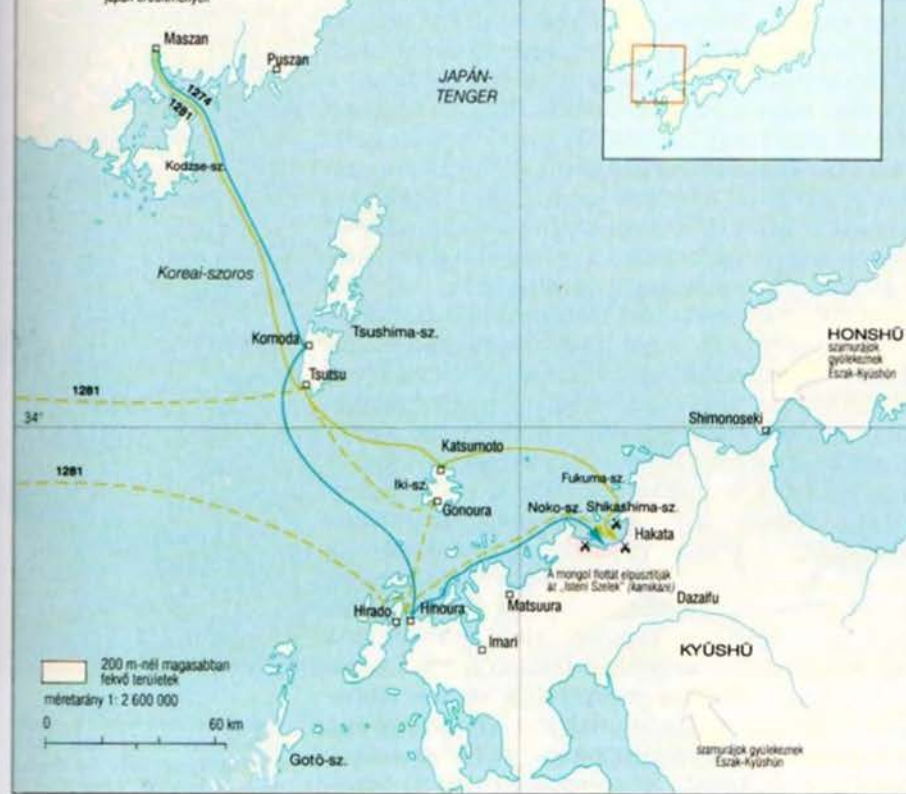 Maszan
Puszan
JAPÁN-
TENGER
1274
1281
Kodzse-sz.
Koreai-szoros
Komoda
Tsushima-sz.
Tsutsu
HONSHŪ
szamurájok
gyülekeznek
Észak-Kyūshūn
1281
34°
Shimonoseki
Katsumoto
1281
Iki-sz.
Fukuma-sz.
Gonoura
Noko-sz. Shikashima-sz.
Hakata
A mongol flottát elpusztítják
az „Isteni Szelek” (kamikaze)
Dazaifu
Hirado
Hinoura
Matsuura
Imari
KYŪSHŪ
200 m-nél magasabban
fekvő területek
méretarány 1: 2 600 000
0 60 km
Gotō-sz.
szamurájok gyülekeznek
Észak-Kyūshūn